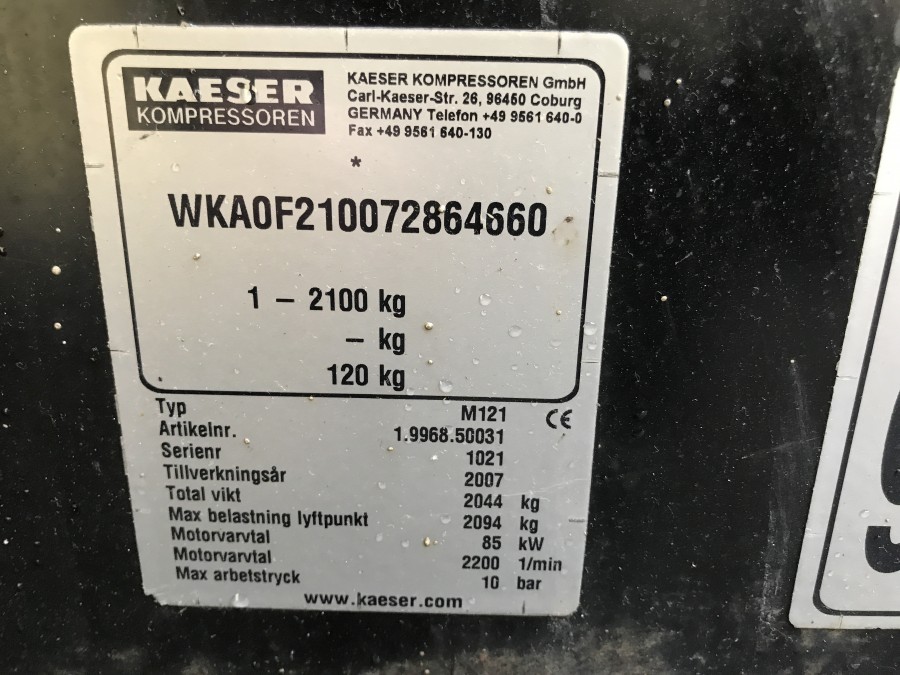 KAESER
KOMPRESSOREN
KAESER KOMPRESSOREN GmbH
Carl-Kaeser-Str. 26, 96450 Coburg
GERMANY Telefon +49 9561 640-0
Fax +49 9561 640-130
*
WKA0F210072864660
1 – 2100 kg
– kg
120 kg
Typ M121 CE
Artikelnr. 1.9968.50031
Serienr 1021
Tillverkningsår 2007
Total vikt 2044 kg
Max belastning lyftpunkt 2094 kg
Motorvarvtal 85 kW
Motorvarvtal 2200 1/min
Max arbetstryck 10 bar
www.kaeser.com